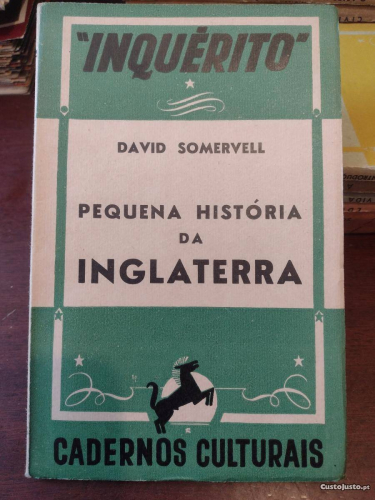 "INQUÉRITO"
DAVID SOMERVELL
PEQUENA HISTÓRIA
DA
INGLATERRA
CADERNOS CULTURAIS
Custojusto.pt